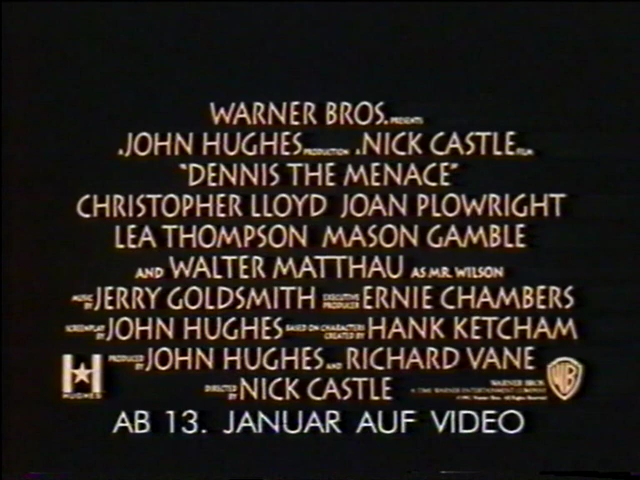 WARNER BROS. PRESENTS
A JOHN HUGHES PRODUCTION A NICK CASTLE FILM
"DENNIS THE MENACE"
CHRISTOPHER LLOYD JOAN PLOWRIGHT
LEA THOMPSON MASON GAMBLE
AND WALTER MATTHAU AS MR. WILSON
MUSIC BY JERRY GOLDSMITH EXECUTIVE PRODUCER ERNIE CHAMBERS
SCREENPLAY BY JOHN HUGHES BASED ON CHARACTERS CREATED BY HANK KETCHAM
PRODUCED BY JOHN HUGHES AND RICHARD VANE
DIRECTED BY NICK CASTLE
HUGHES
WARNER BROS
A TIME WARNER ENTERTAINMENT COMPANY
WB
AB 13. JANUAR AUF VIDEO